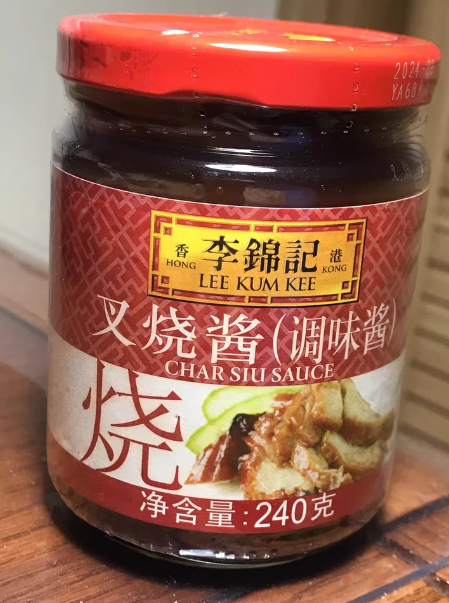 2024
YA6B
香 李錦記 港
HONG LEE KUM KEE KONG
叉烧酱(调味酱)
CHAR SIU SAUCE
烧
净含量:240克